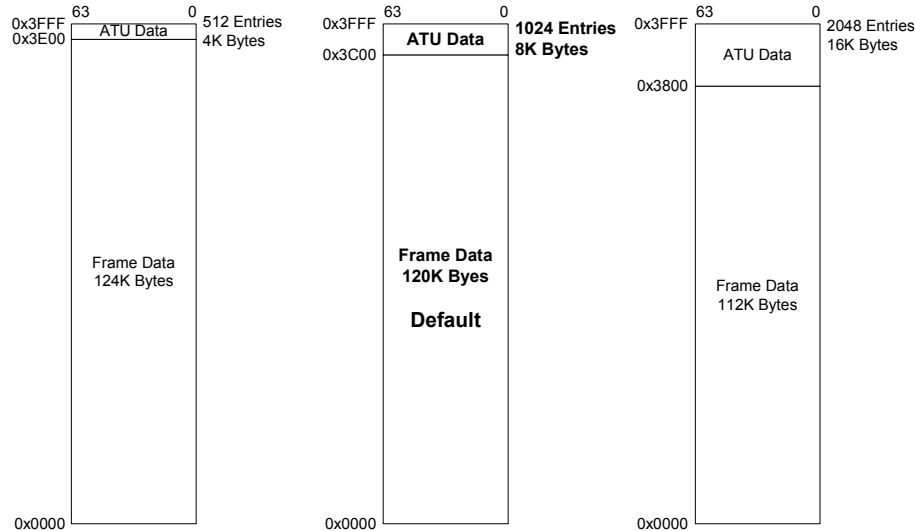 63 0
0x3FFF
0x3E00
ATU Data
512 Entries
4K Bytes
Frame Data
124K Bytes
0x0000
63 0
0x3FFF
0x3C00
ATU Data
1024 Entries
8K Bytes
Frame Data
120K Byes
Default
0x0000
63 0
0x3FFF
0x3800
ATU Data
2048 Entries
16K Bytes
Frame Data
112K Bytes
0x0000